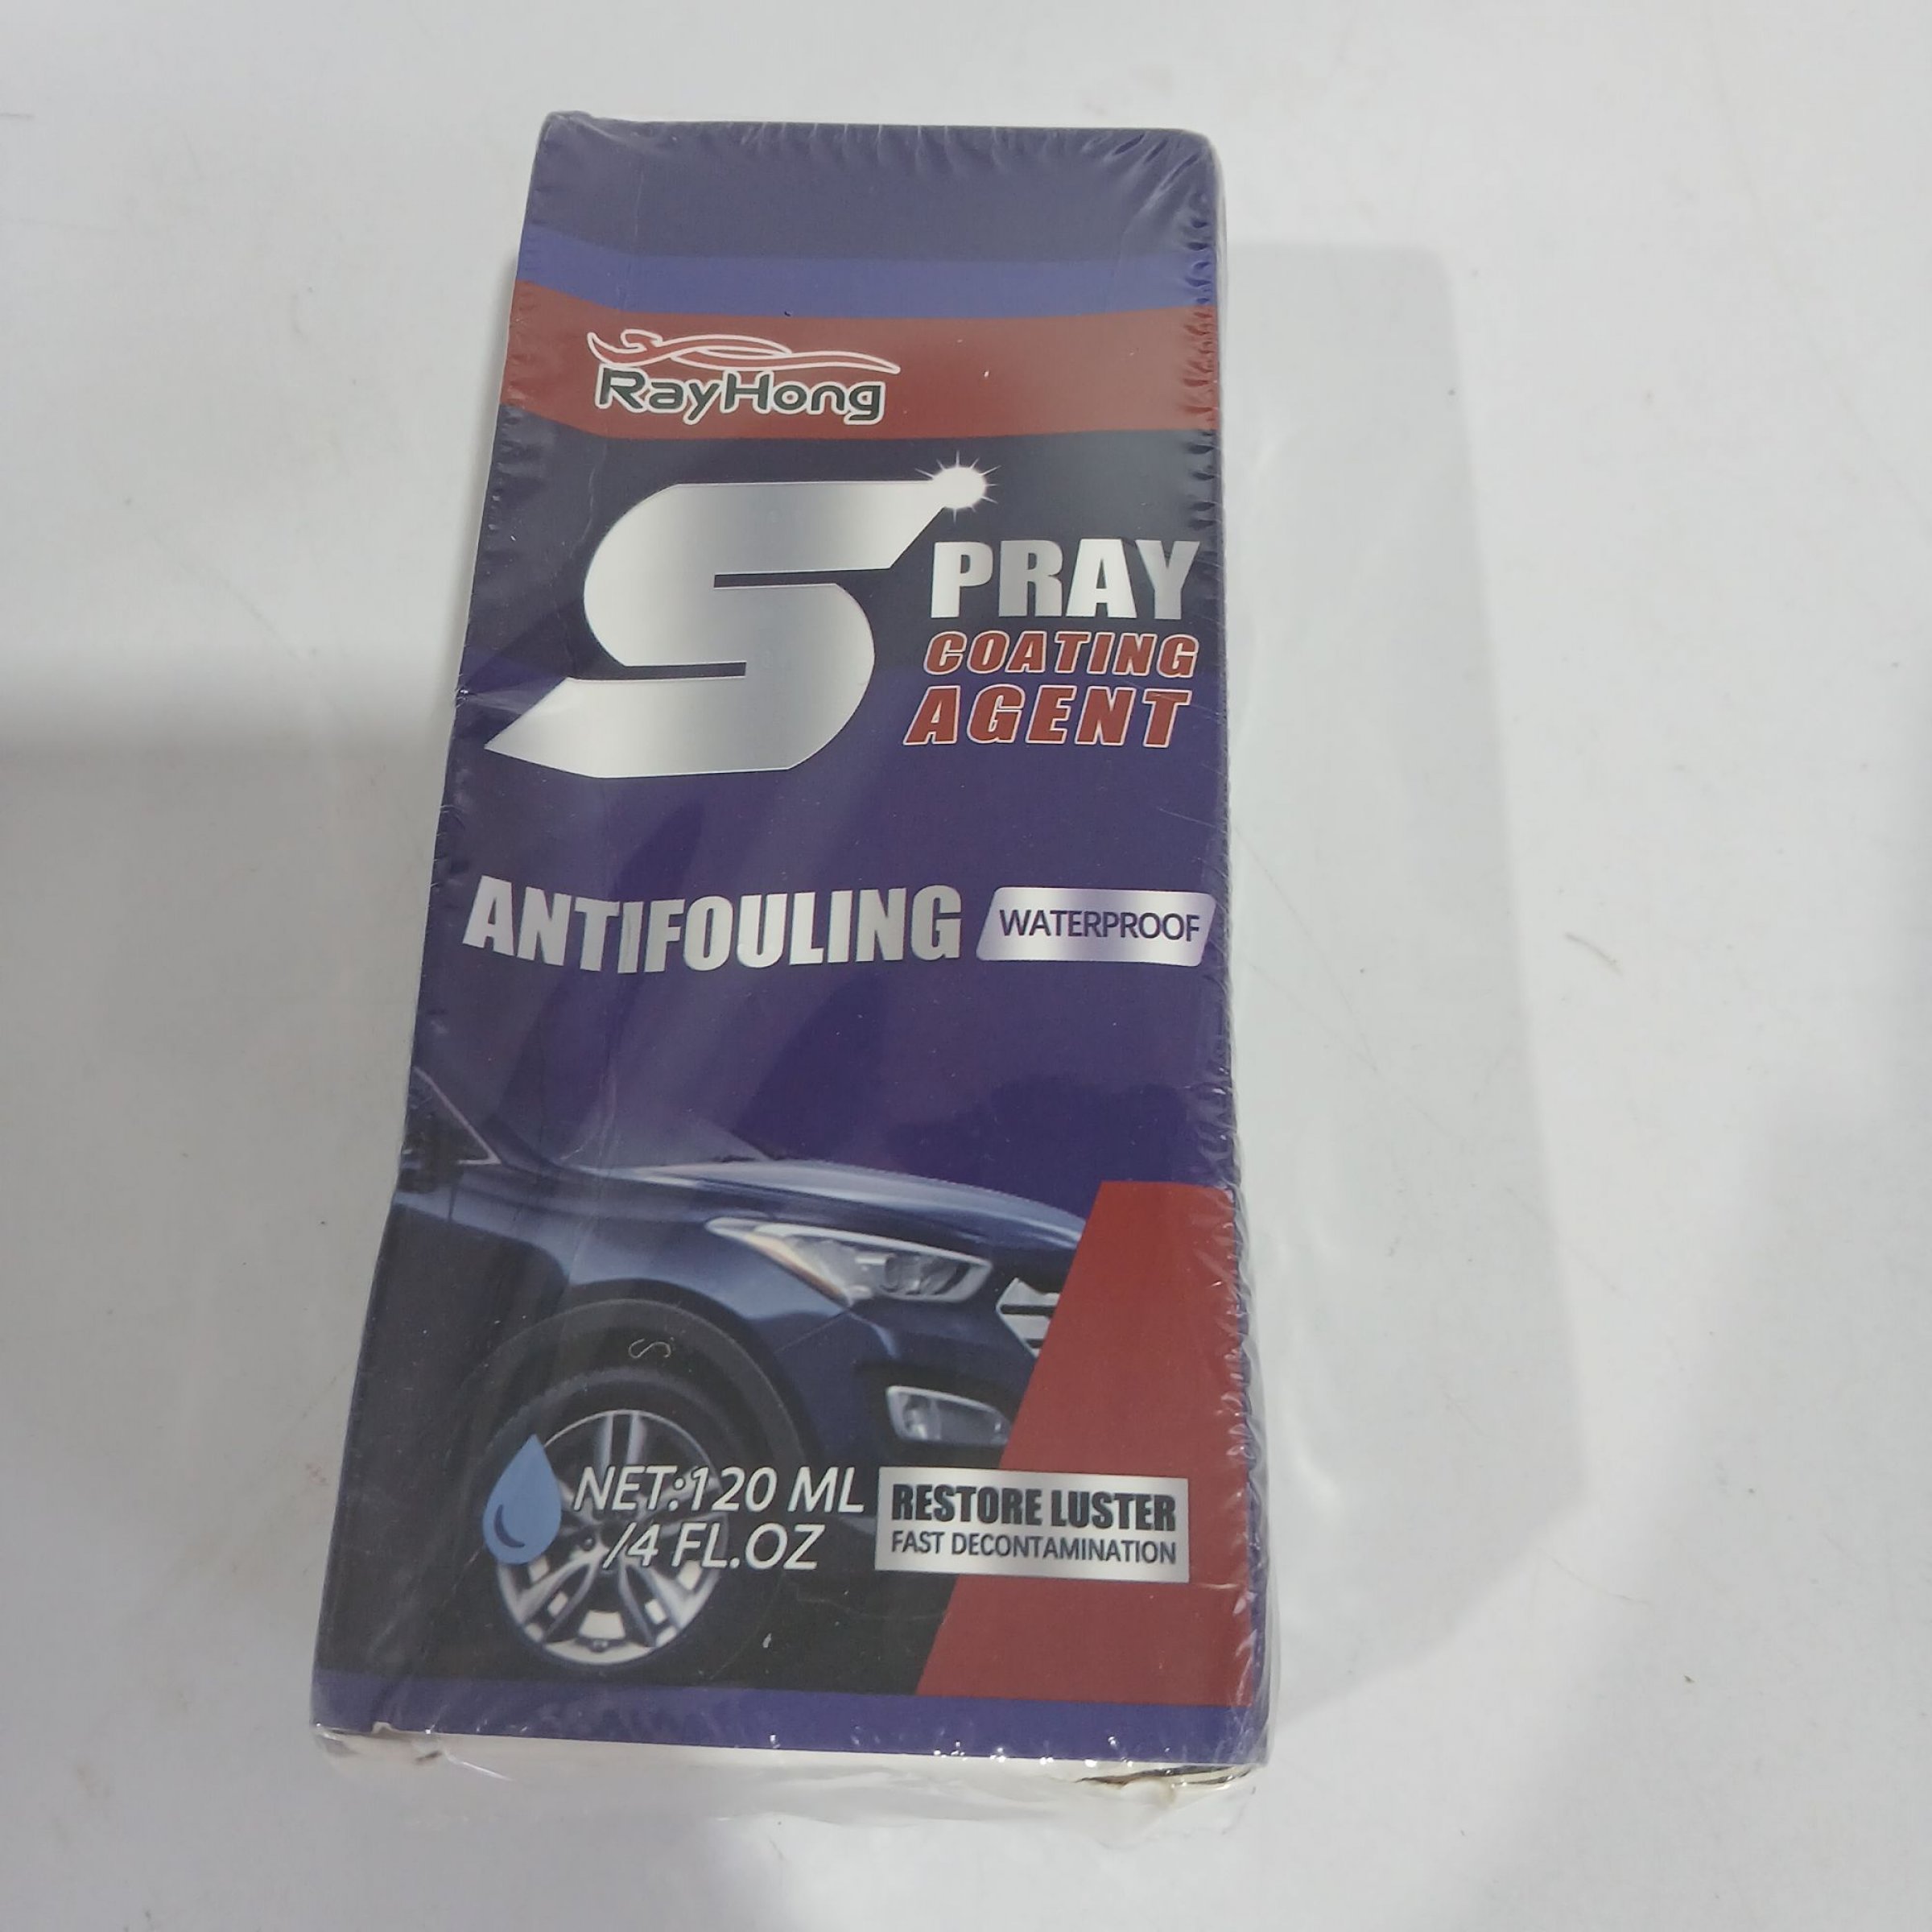 RayHong
SPRAY
COATING
AGENT
ANTIFOULING WATERPROOF
NET:120 ML
/4 FL.OZ
RESTORE LUSTER
FAST DECONTAMINATION